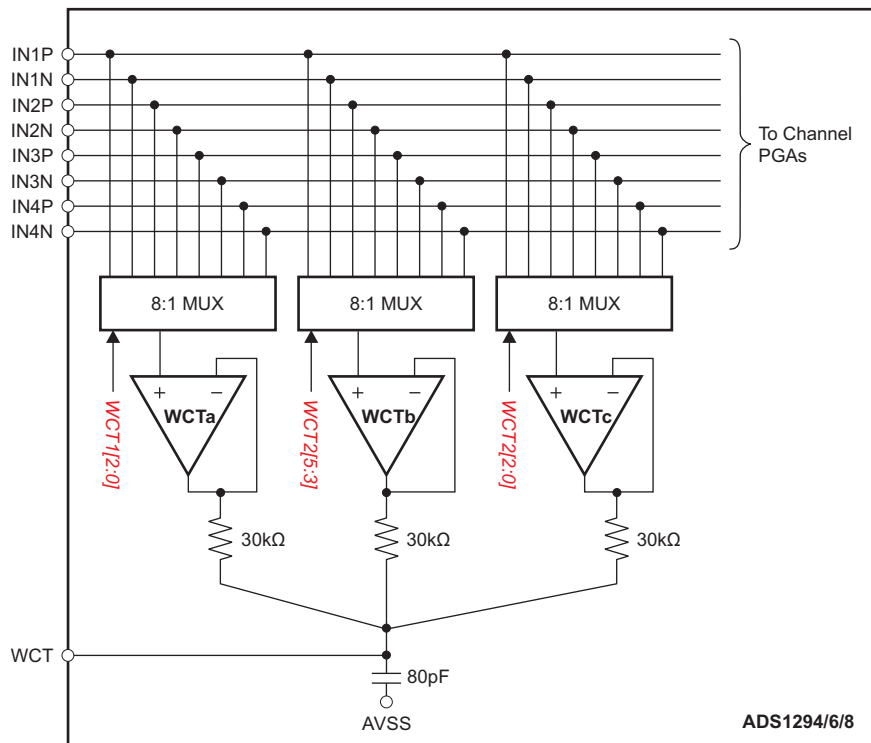 IN1P
IN1N
IN2P
IN2N
IN3P
IN3N
IN4P
IN4N
To Channel
PGAs
8:1 MUX
8:1 MUX
8:1 MUX
+ −
+ −
+ −
WCTa
WCTb
WCTc
WCT1[2:0]
WCT2[5:3]
WCT2[2:0]
30kΩ
30kΩ
30kΩ
WCT
80pF
AVSS
ADS1294/6/8